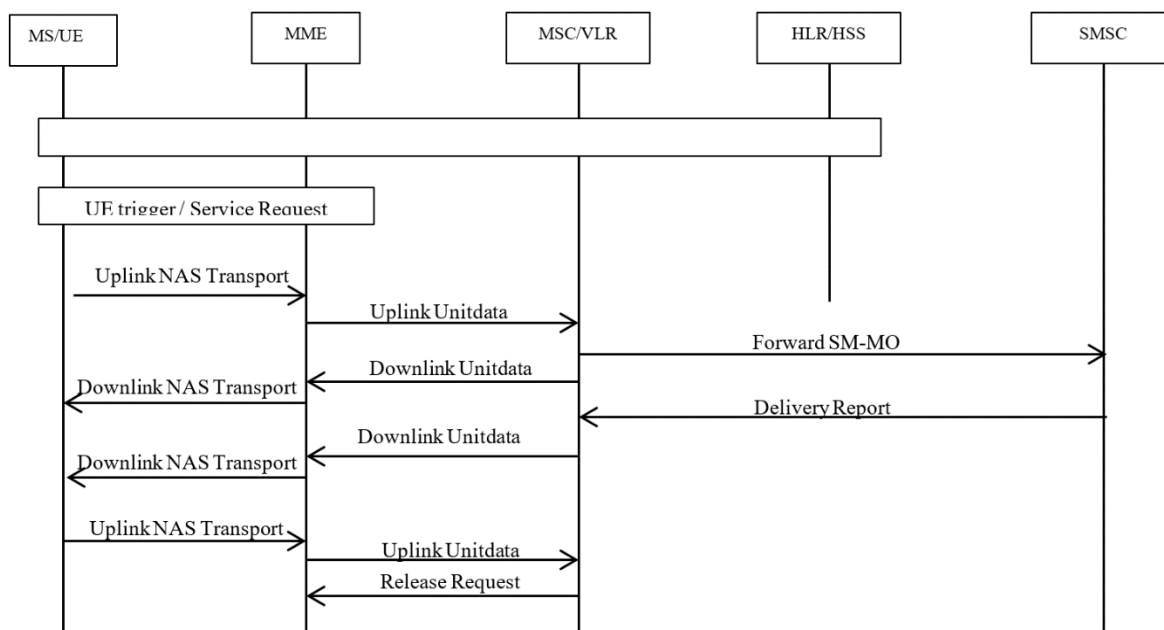 MS/UE
MME
MSC/VLR
HLR/HSS
SMSC
UE trigger / Service Request
Uplink NAS Transport
Uplink Unitdata
Forward SM-MO
Downlink Unitdata
Downlink NAS Transport
Delivery Report
Downlink Unitdata
Downlink NAS Transport
Uplink NAS Transport
Uplink Unitdata
Release Request